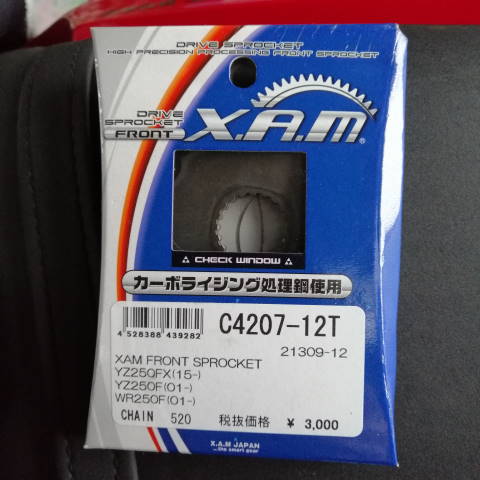 DRIVE SPROCKET
HIGH PRECISION PROCESSING FRONT SPROCKET
DRIVE
SPROCKET
FRONT
X.A.M
CHECK WINDOW
カーボライジング処理鋼使用
4 528388 439282
C4207-12T
21309-12
XAM FRONT SPROCKET
YZ250FX(15-)
YZ250F(01-)
WR250F(01-)
CHAIN 520 税抜価格 ¥ 3,000
X.A.M JAPAN
...the smart gear